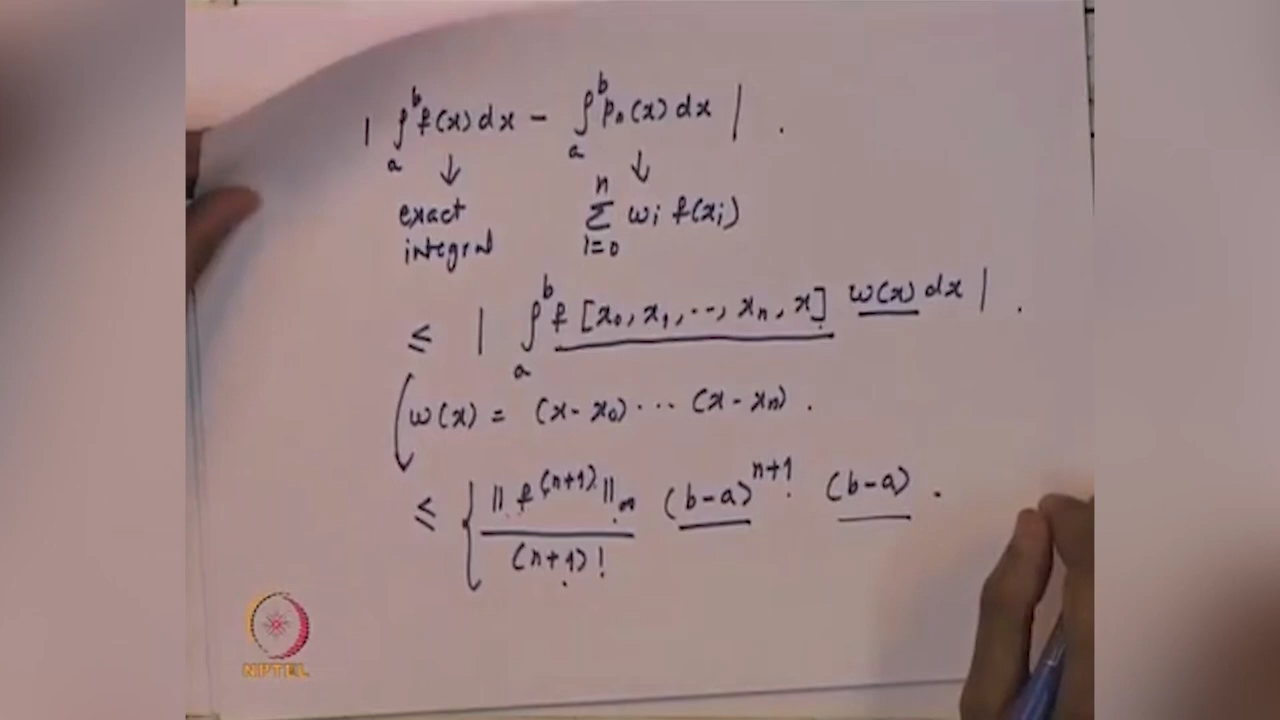 | ∫_a^b f(x) dx - ∫_a^b p_n(x) dx | .
↓ ↓
exact integral
∑_{i=0}^n w_i f(x_i)
≤ | ∫_a^b f [x_0, x_1, .., x_n, x] w(x) dx | .
w(x) = (x - x_0) ... (x - x_n) .
≤ { || f^{(n+1)} ||_∞ / (n+1)! (b-a)^{n+1} (b-a) .
NPTEL